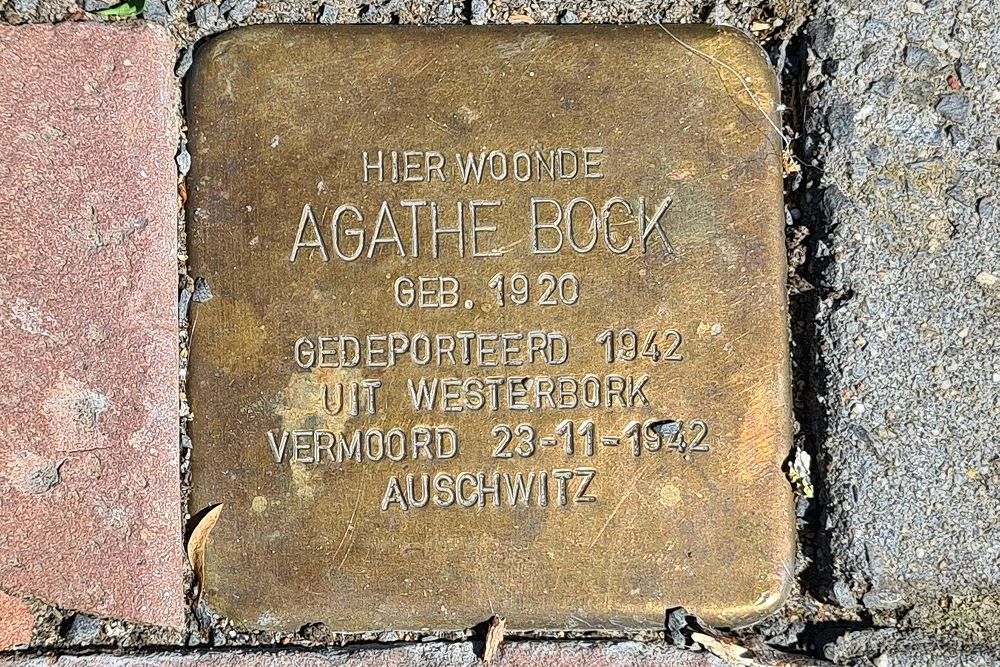 HIER WOONDE
AGATHE BOCK
GEB. 1920
GEDEPORTEERD 1942
UIT WESTERBORK
VERMOORD 23-11-1942
AUSCHWITZ